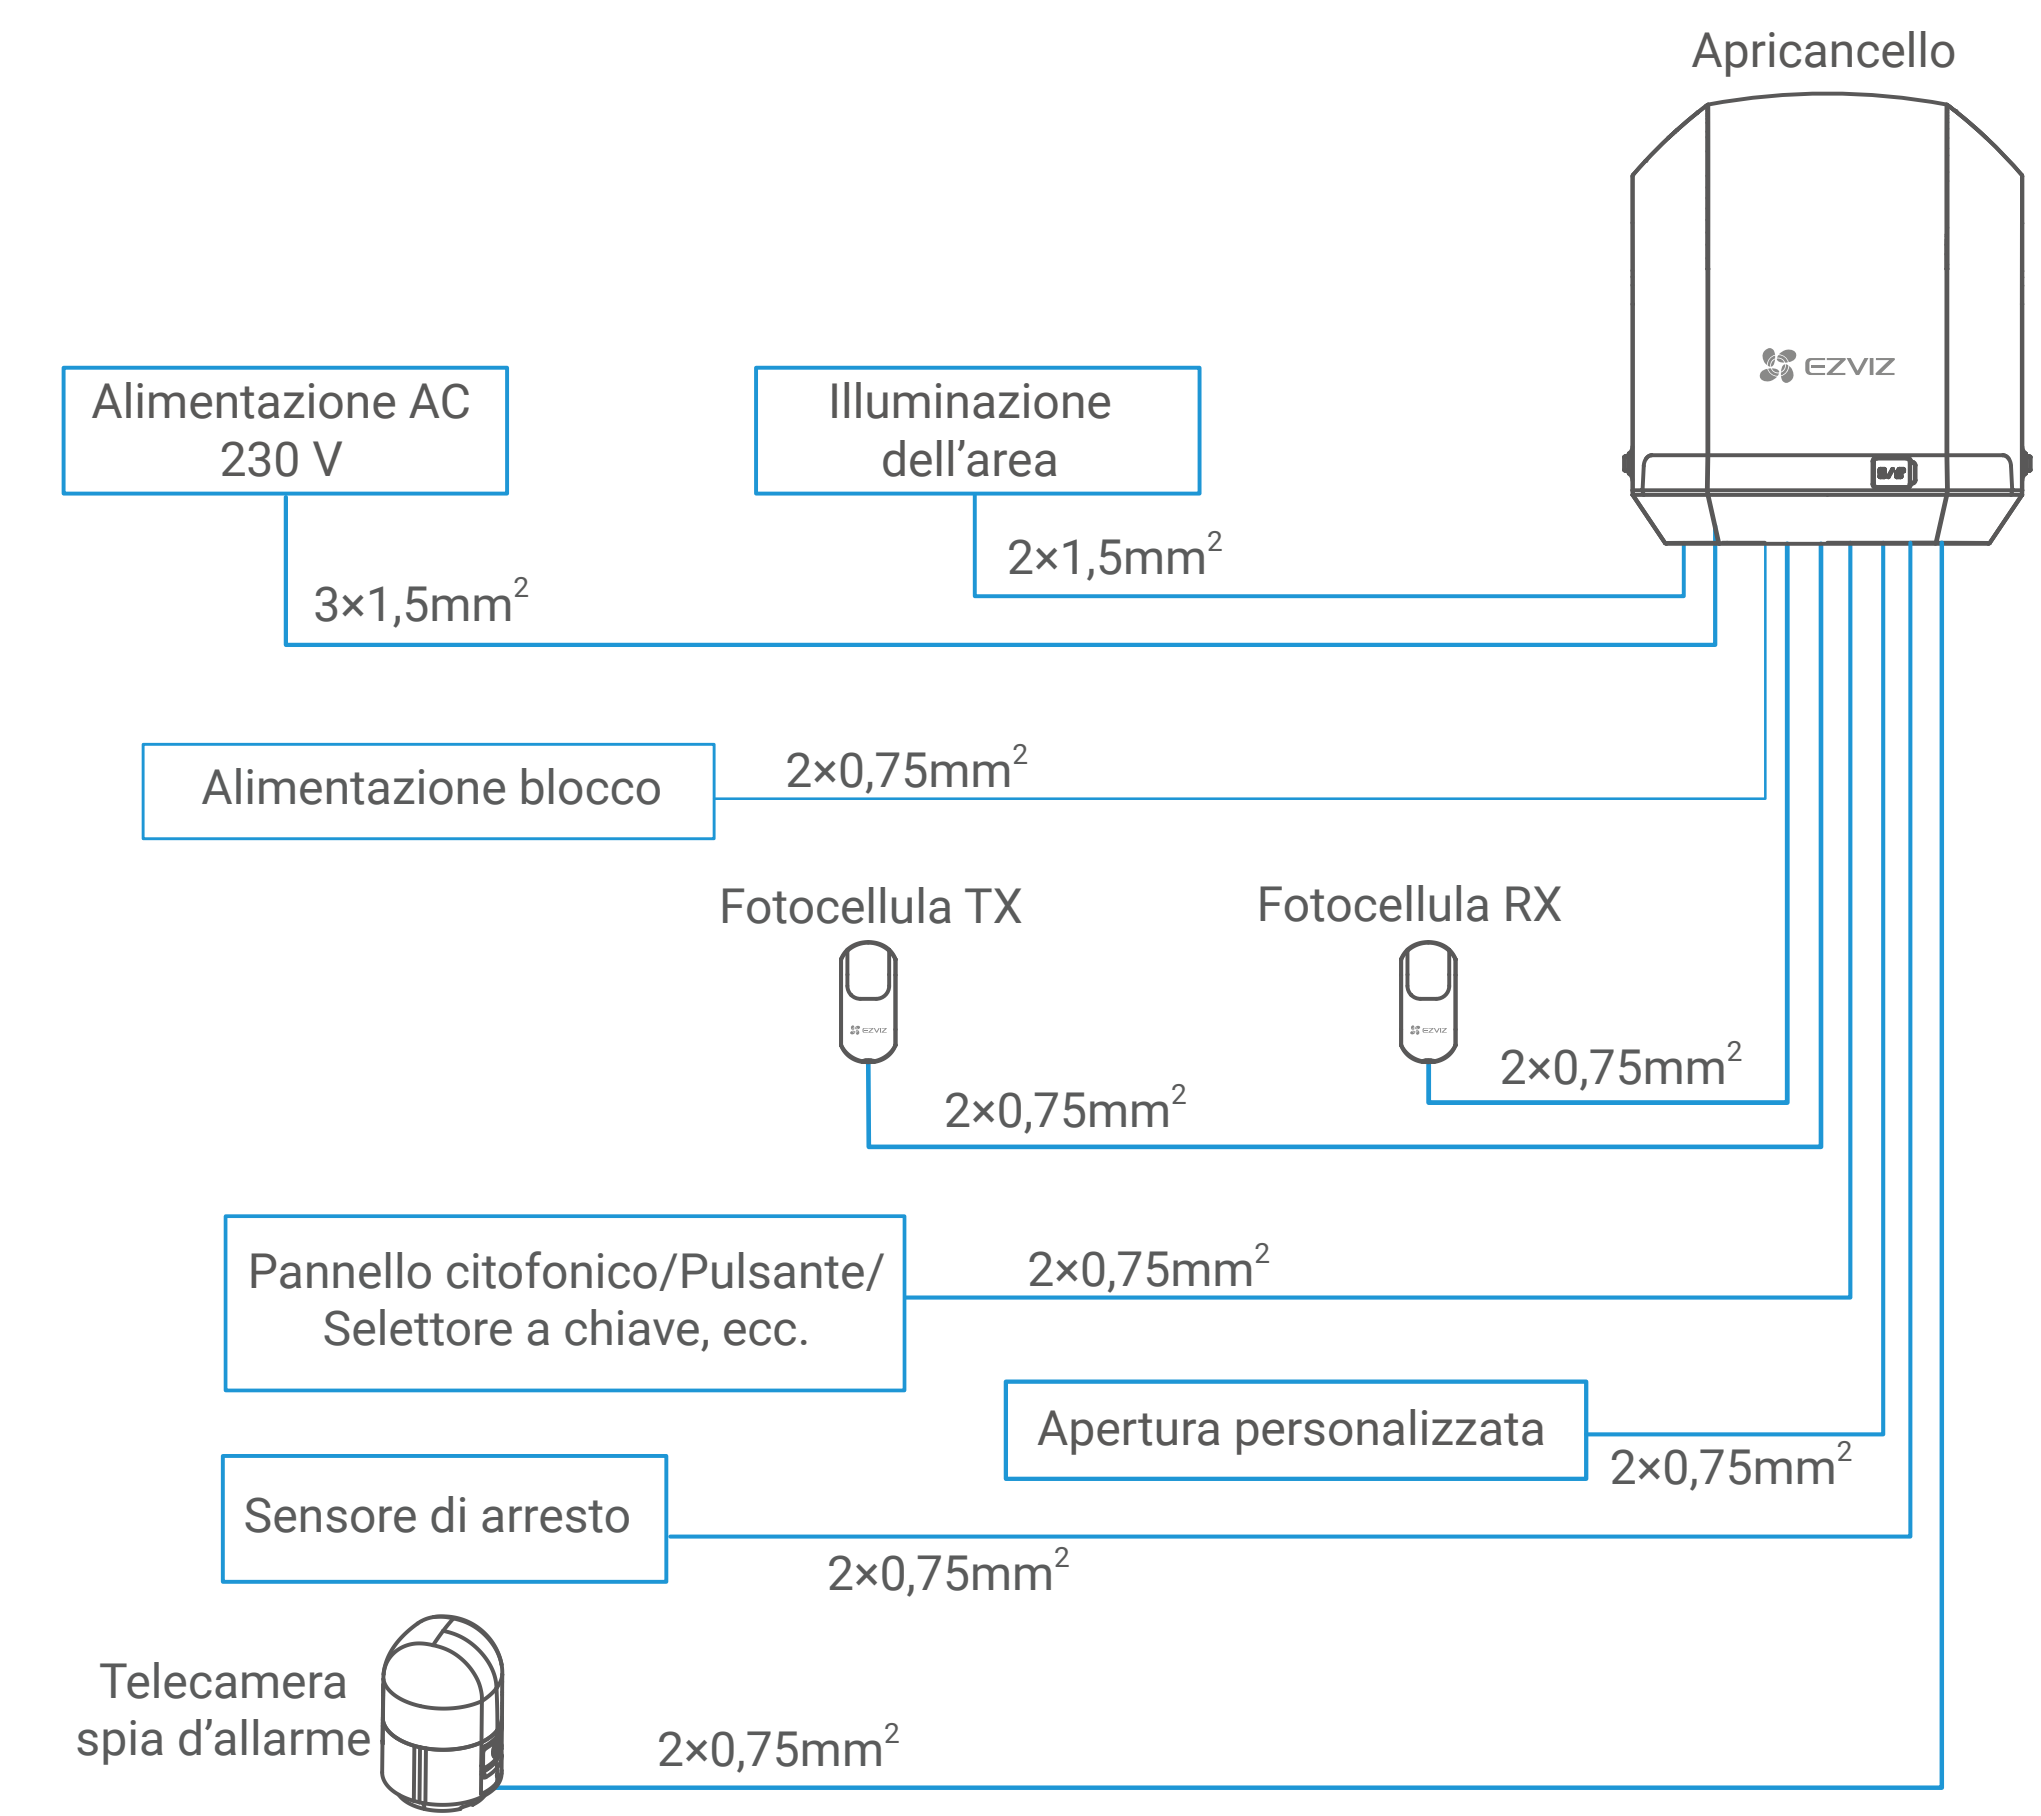 Apricancello
EZVIZ
Alimentazione AC
230 V
Illuminazione
dell’area
2×1,5mm²
3×1,5mm²
Alimentazione blocco
2×0,75mm²
Fotocellula TX
Fotocellula RX
EZVIZ
EZVIZ
2×0,75mm²
2×0,75mm²
Pannello citofonico/Pulsante/
Selettore a chiave, ecc.
2×0,75mm²
Apertura personalizzata
2×0,75mm²
Sensore di arresto
2×0,75mm²
Telecamera
spia d’allarme
2×0,75mm²